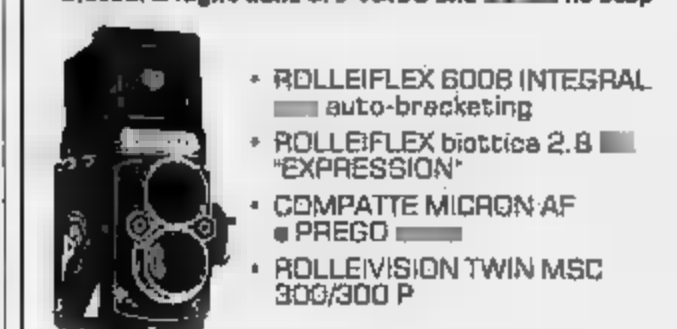 • ROLLEIFLEX 6008 INTEGRAL
auto-bracketing
• ROLLEIFLEX biottica 2.8
"EXPRESSION"
• COMPATTE MICRON AF
e PREGO
• ROLLEIVISION TWIN MSC
300/300 P